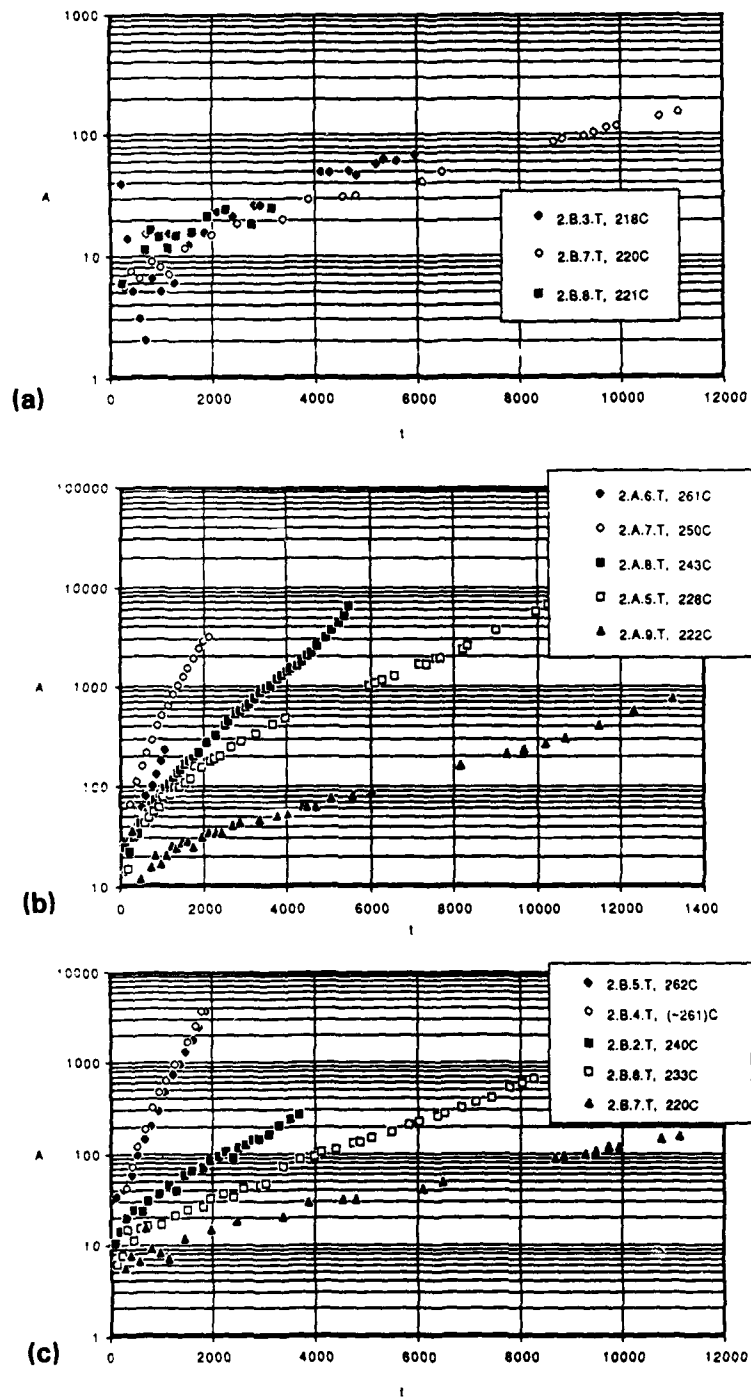 1000
100
A
10
1
0
2000
4000
6000
8000
10000
12000
t
2.B.3.T, 218C
2.B.7.T, 220C
2.B.8.T, 221C
(a)
100000
10000
1000
A
100
10
0
2000
4000
6000
8000
10000
12000
1400
t
2.A.6.T, 261C
2.A.7.T, 250C
2.A.8.T, 243C
2.A.5.T, 228C
2.A.9.T, 222C
(b)
10000
1000
A
100
10
1
0
2000
4000
6000
8000
10000
12000
t
2.B.5.T, 262C
2.B.4.T, (~261)C
2.B.2.T, 240C
2.B.8.T, 233C
2.B.7.T, 220C
(c)